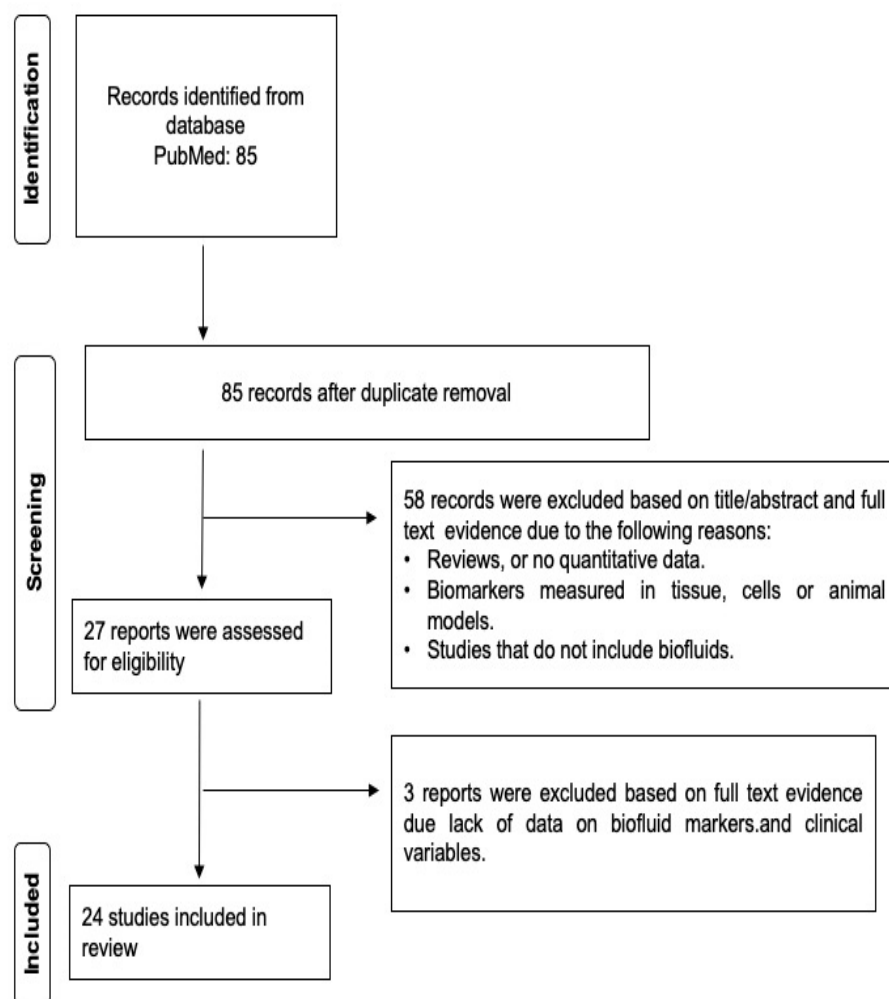 Identification
Records identified from
database
PubMed: 85
Screening
85 records after duplicate removal
58 records were excluded based on title/abstract and full
text evidence due to the following reasons:
• Reviews, or no quantitative data.
• Biomarkers measured in tissue, cells or animal
models.
• Studies that do not include biofluids.
27 reports were assessed
for eligibility
3 reports were excluded based on full text evidence
due lack of data on biofluid markers.and clinical
variables.
Included
24 studies included in
review